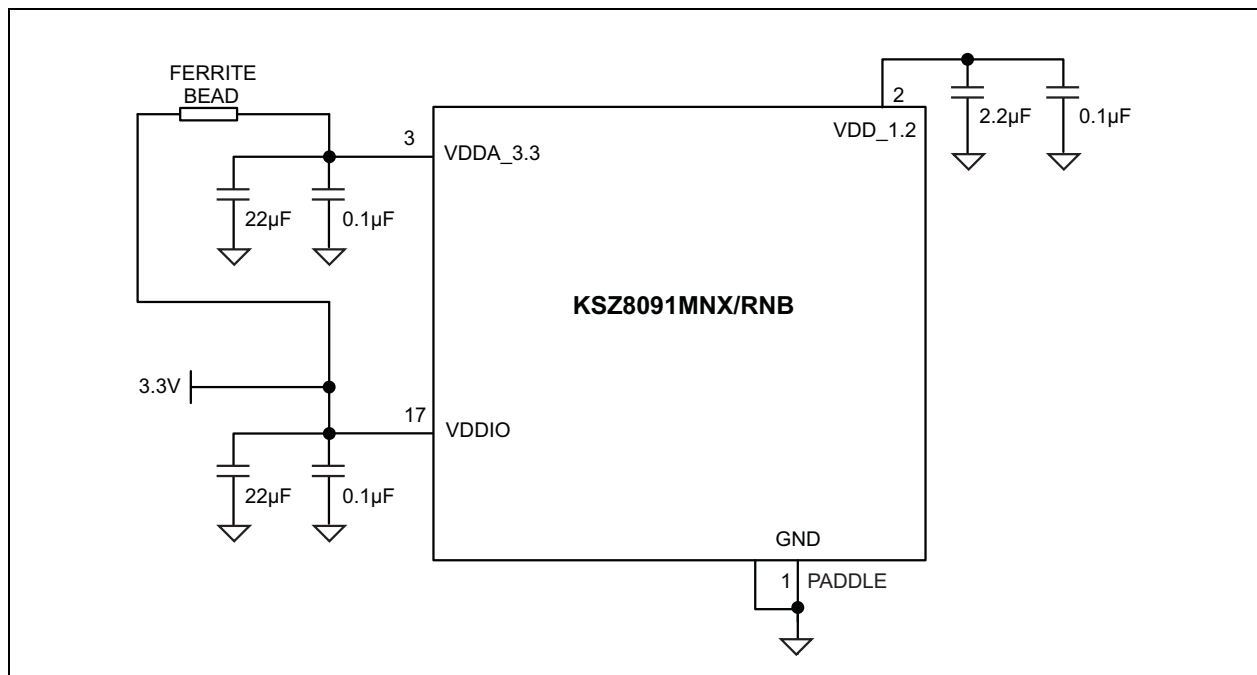 FERRITE
BEAD
2
VDD_1.2
2.2µF
0.1µF
3
VDDA_3.3
22µF
0.1µF
KSZ8091MNX/RNB
3.3V
17
VDDIO
22µF
0.1µF
GND
1
PADDLE